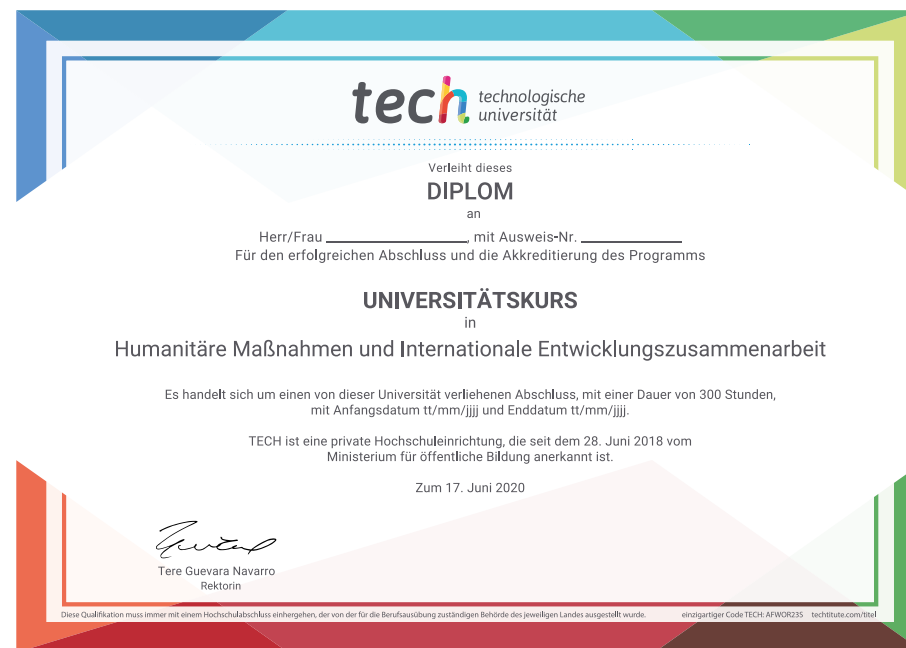 tech technologische
universität
Verleiht dieses
DIPLOM
an
Herr/Frau ____________________, mit Ausweis-Nr. ______________
Für den erfolgreichen Abschluss und die Akkreditierung des Programms
UNIVERSITÄTSKURS
in
Humanitäre Maßnahmen und Internationale Entwicklungszusammenarbeit
Es handelt sich um einen von dieser Universität verliehenen Abschluss, mit einer Dauer von 300 Stunden,
mit Anfangsdatum tt/mm/jjjj und Enddatum tt/mm/jjjj.
TECH ist eine private Hochschuleinrichtung, die seit dem 28. Juni 2018 vom
Ministerium für öffentliche Bildung anerkannt ist.
Zum 17. Juni 2020
Tere Guevara Navarro
Rektorin
Diese Qualifikation muss immer mit einem Hochschulabschluss einhergehen, der von der für die Berufsausübung zuständigen Behörde des jeweiligen Landes ausgestellt wurde. einzigartiger Code TECH: AFWOR23S techtitute.com/titel